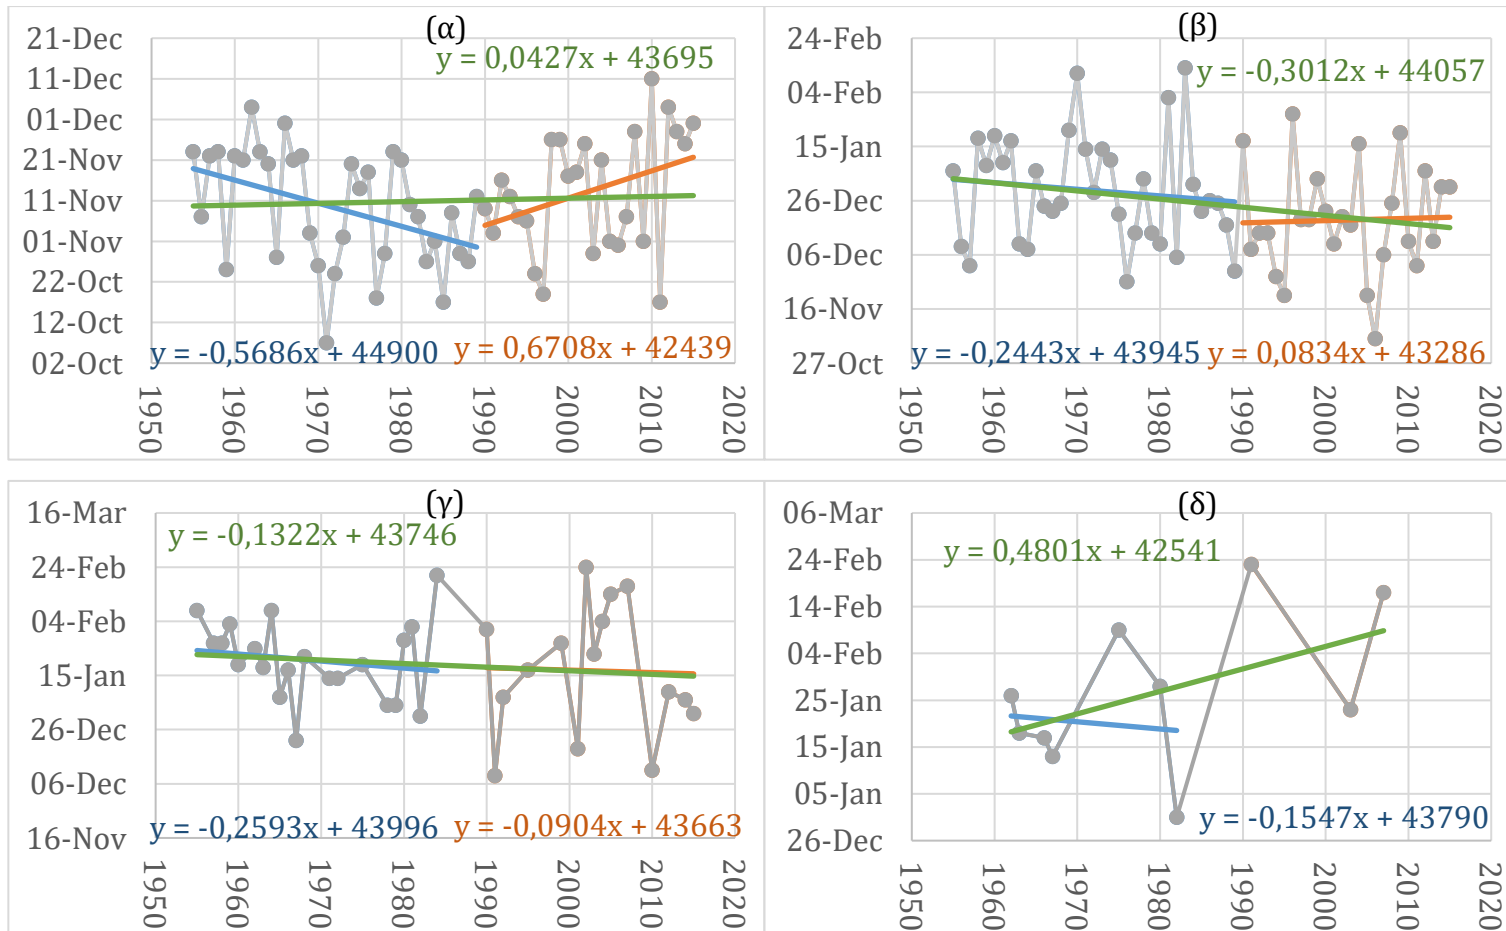 (α)
y = 0,0427x + 43695
21-Dec
11-Dec
01-Dec
21-Nov
11-Nov
01-Nov
22-Oct
12-Oct
02-Oct
y = -0,5686x + 44900
y = 0,6708x + 42439
1950
1960
1970
1980
1990
2000
2010
2020
(β)
y = -0,3012x + 44057
24-Feb
04-Feb
15-Jan
26-Dec
06-Dec
16-Nov
27-Oct
y = -0,2443x + 43945
y = 0,0834x + 43286
1950
1960
1970
1980
1990
2000
2010
2020
(γ)
y = -0,1322x + 43746
16-Mar
24-Feb
04-Feb
15-Jan
26-Dec
06-Dec
16-Nov
y = -0,2593x + 43996
y = -0,0904x + 43663
1950
1960
1970
1980
1990
2000
2010
2020
(δ)
y = 0,4801x + 42541
06-Mar
24-Feb
14-Feb
04-Feb
25-Jan
15-Jan
05-Jan
26-Dec
y = -0,1547x + 43790
1950
1960
1970
1980
1990
2000
2010
2020